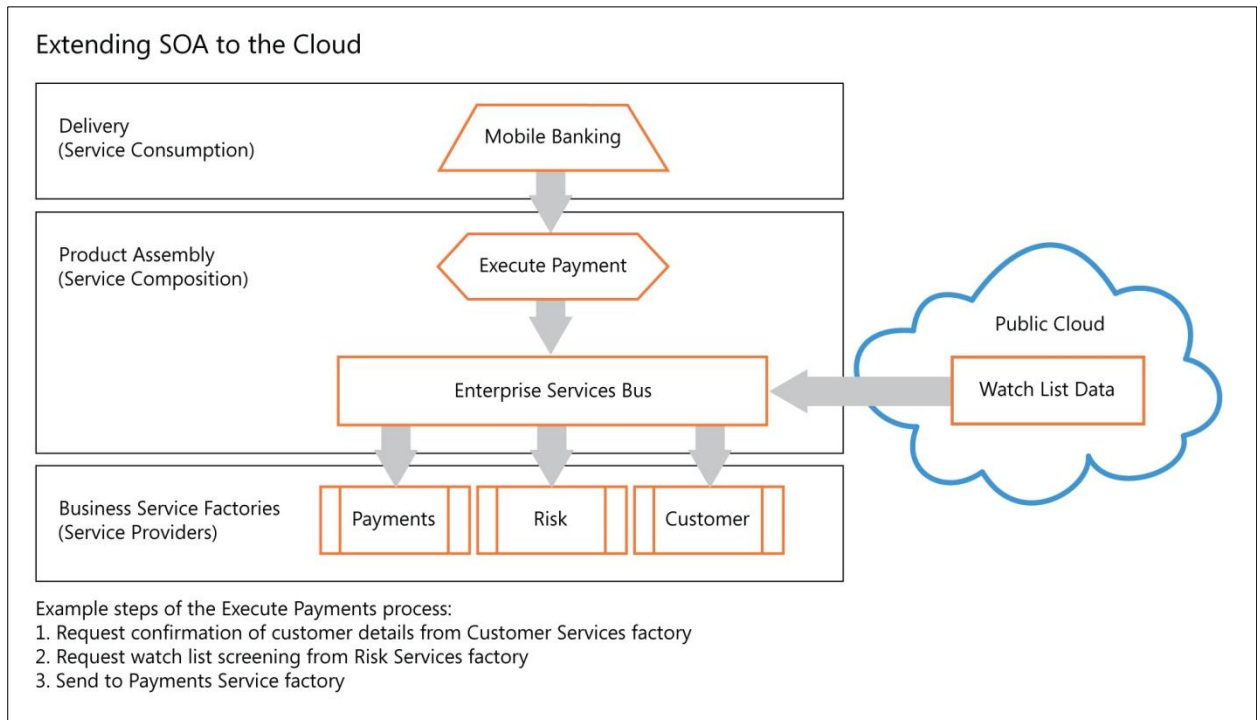 Extending SOA to the Cloud
Delivery
(Service Consumption)
Mobile Banking
Product Assembly
(Service Composition)
Execute Payment
Enterprise Services Bus
Public Cloud
Watch List Data
Business Service Factories
(Service Providers)
Payments
Risk
Customer
Example steps of the Execute Payments process:
1. Request confirmation of customer details from Customer Services factory
2. Request watch list screening from Risk Services factory
3. Send to Payments Service factory